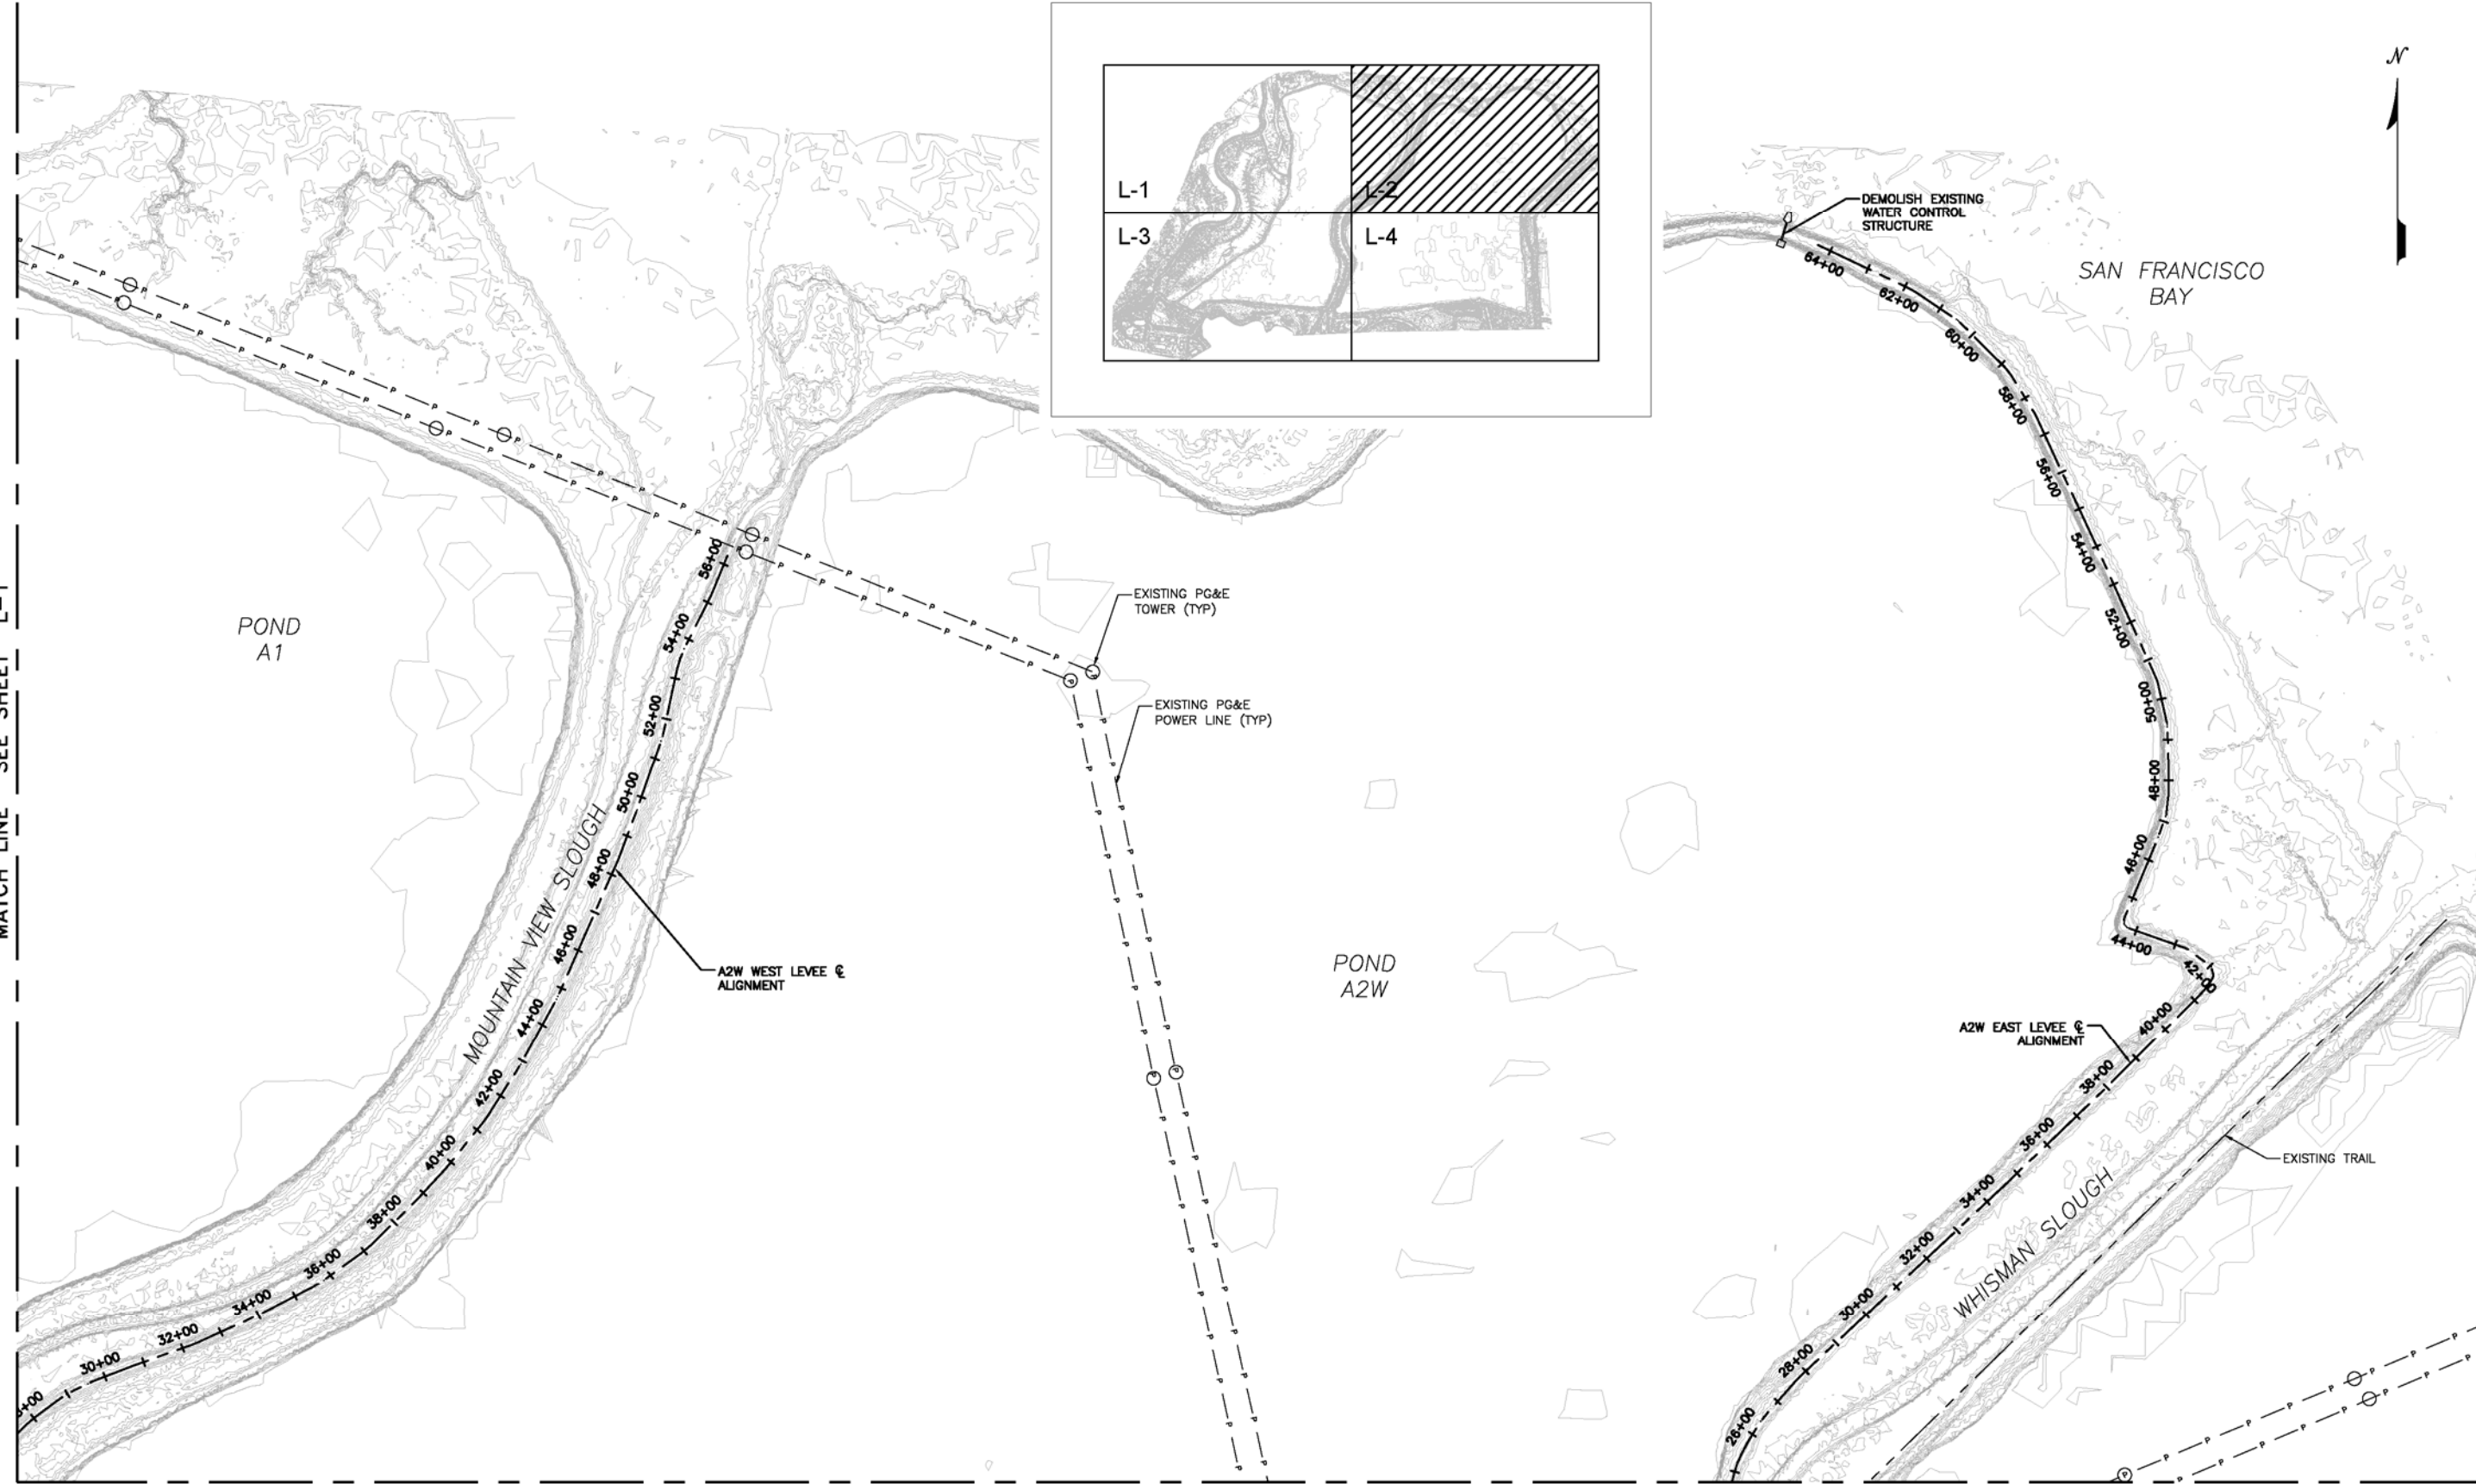 N
L-1
L-2
L-3
L-4
DEMOLISH EXISTING
WATER CONTROL
STRUCTURE
SAN FRANCISCO
BAY
64+00
62+00
60+00
58+00
56+00
54+00
52+00
50+00
48+00
46+00
44+00
42+00
40+00
38+00
36+00
34+00
32+00
30+00
28+00
26+00
A2W EAST LEVEE ℄
ALIGNMENT
EXISTING TRAIL
WHISMAN SLOUGH
EXISTING PG&E
TOWER (TYP)
EXISTING PG&E
POWER LINE (TYP)
POND
A2W
POND
A1
MOUNTAIN VIEW SLOUGH
A2W WEST LEVEE ℄
ALIGNMENT
56+00
54+00
52+00
50+00
48+00
46+00
44+00
42+00
40+00
38+00
36+00
34+00
32+00
30+00
MATCH LINE SEE SHEET